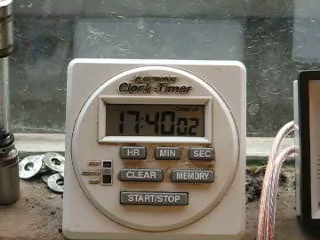 Clock-Timer
17:40 02
HR MIN SEC
CLEAR MEMORY
START/STOP